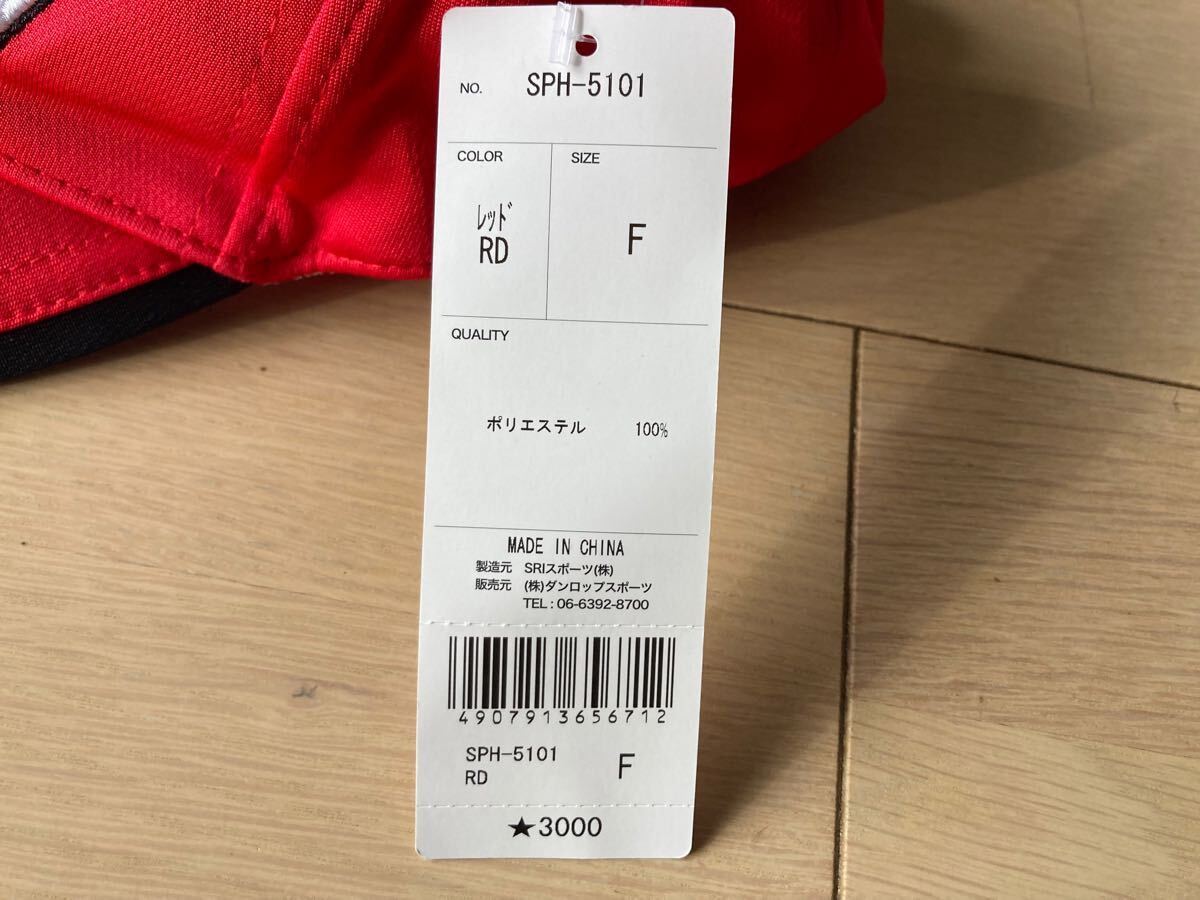 NO. SPH-5101
COLOR SIZE
レッド
RD F
QUALITY
ポリエステル 100%
MADE IN CHINA
製造元 SRIスポーツ(株)
販売元 (株)ダンロップスポーツ
TEL : 06-6392-8700
4907913656712
SPH-5101 F
RD
★3000